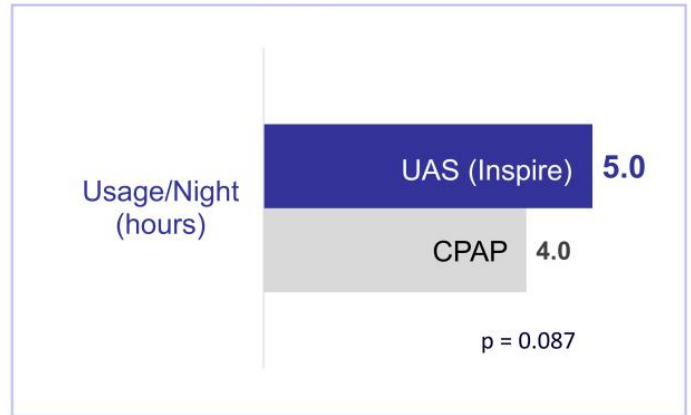 UAS (Inspire) 5.0
Usage/Night
(hours)
CPAP 4.0
p = 0.087